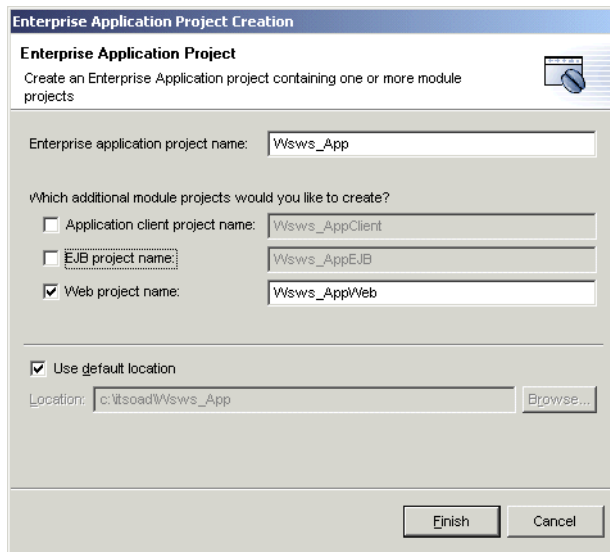 Enterprise Application Project Creation
Enterprise Application Project
Create an Enterprise Application project containing one or more module
projects
Enterprise application project name: Wsws_App
Which additional module projects would you like to create?
Application client project name: Wsws_AppClient
EJB project name: Wsws_AppEJB
Web project name: Wsws_AppWeb
Use default location
Location: c:\itsoad\Wsws_App Browse...
Finish Cancel